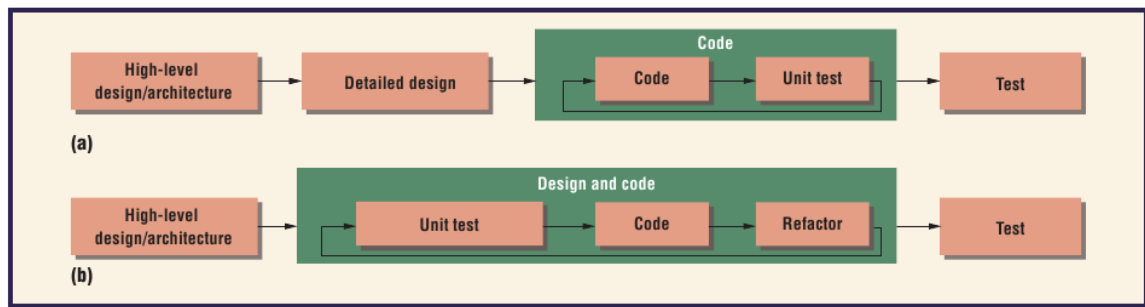 Code
High-level
design/architecture
Detailed design
Code
Unit test
Test
(a)
Design and code
High-level
design/architecture
Unit test
Code
Refactor
Test
(b)